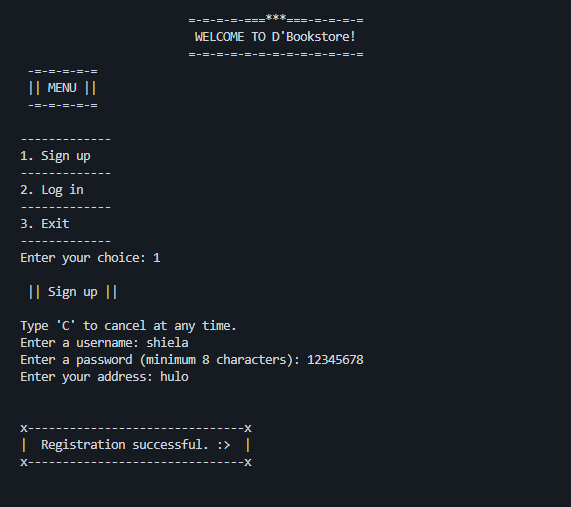 =-=-=-=-===***===-=-=-=-=
WELCOME TO D'Bookstore!
=-=-=-=-=-=-=-=-=-=-=-=-=
-=-=-=-=-=
|| MENU ||
-=-=-=-=-=
-------------
1. Sign up
-------------
2. Log in
-------------
3. Exit
-------------
Enter your choice: 1
|| Sign up ||
Type 'C' to cancel at any time.
Enter a username: shiela
Enter a password (minimum 8 characters): 12345678
Enter your address: hulo
x-------------------------------x
|  Registration successful. :>  |
x-------------------------------x